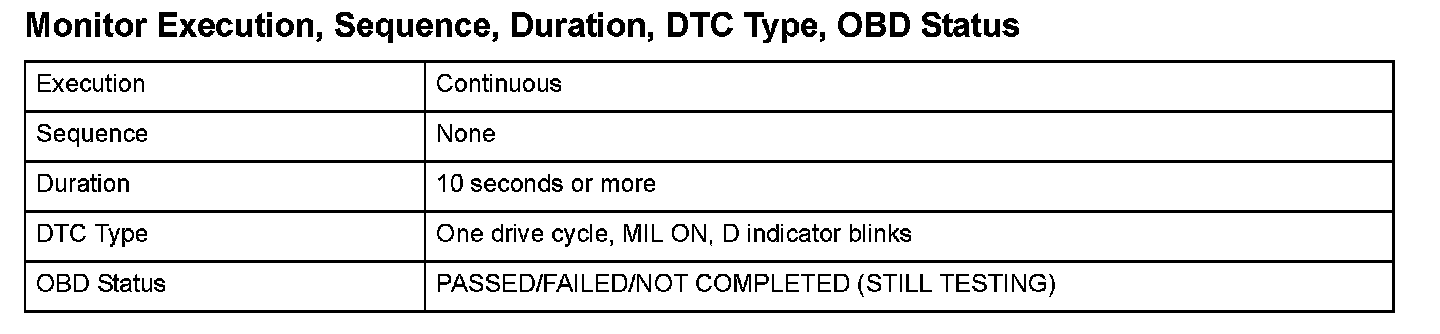 Monitor Execution, Sequence, Duration, DTC Type, OBD Status
Execution Continuous
Sequence None
Duration 10 seconds or more
DTC Type One drive cycle, MIL ON, D indicator blinks
OBD Status PASSED/FAILED/NOT COMPLETED (STILL TESTING)